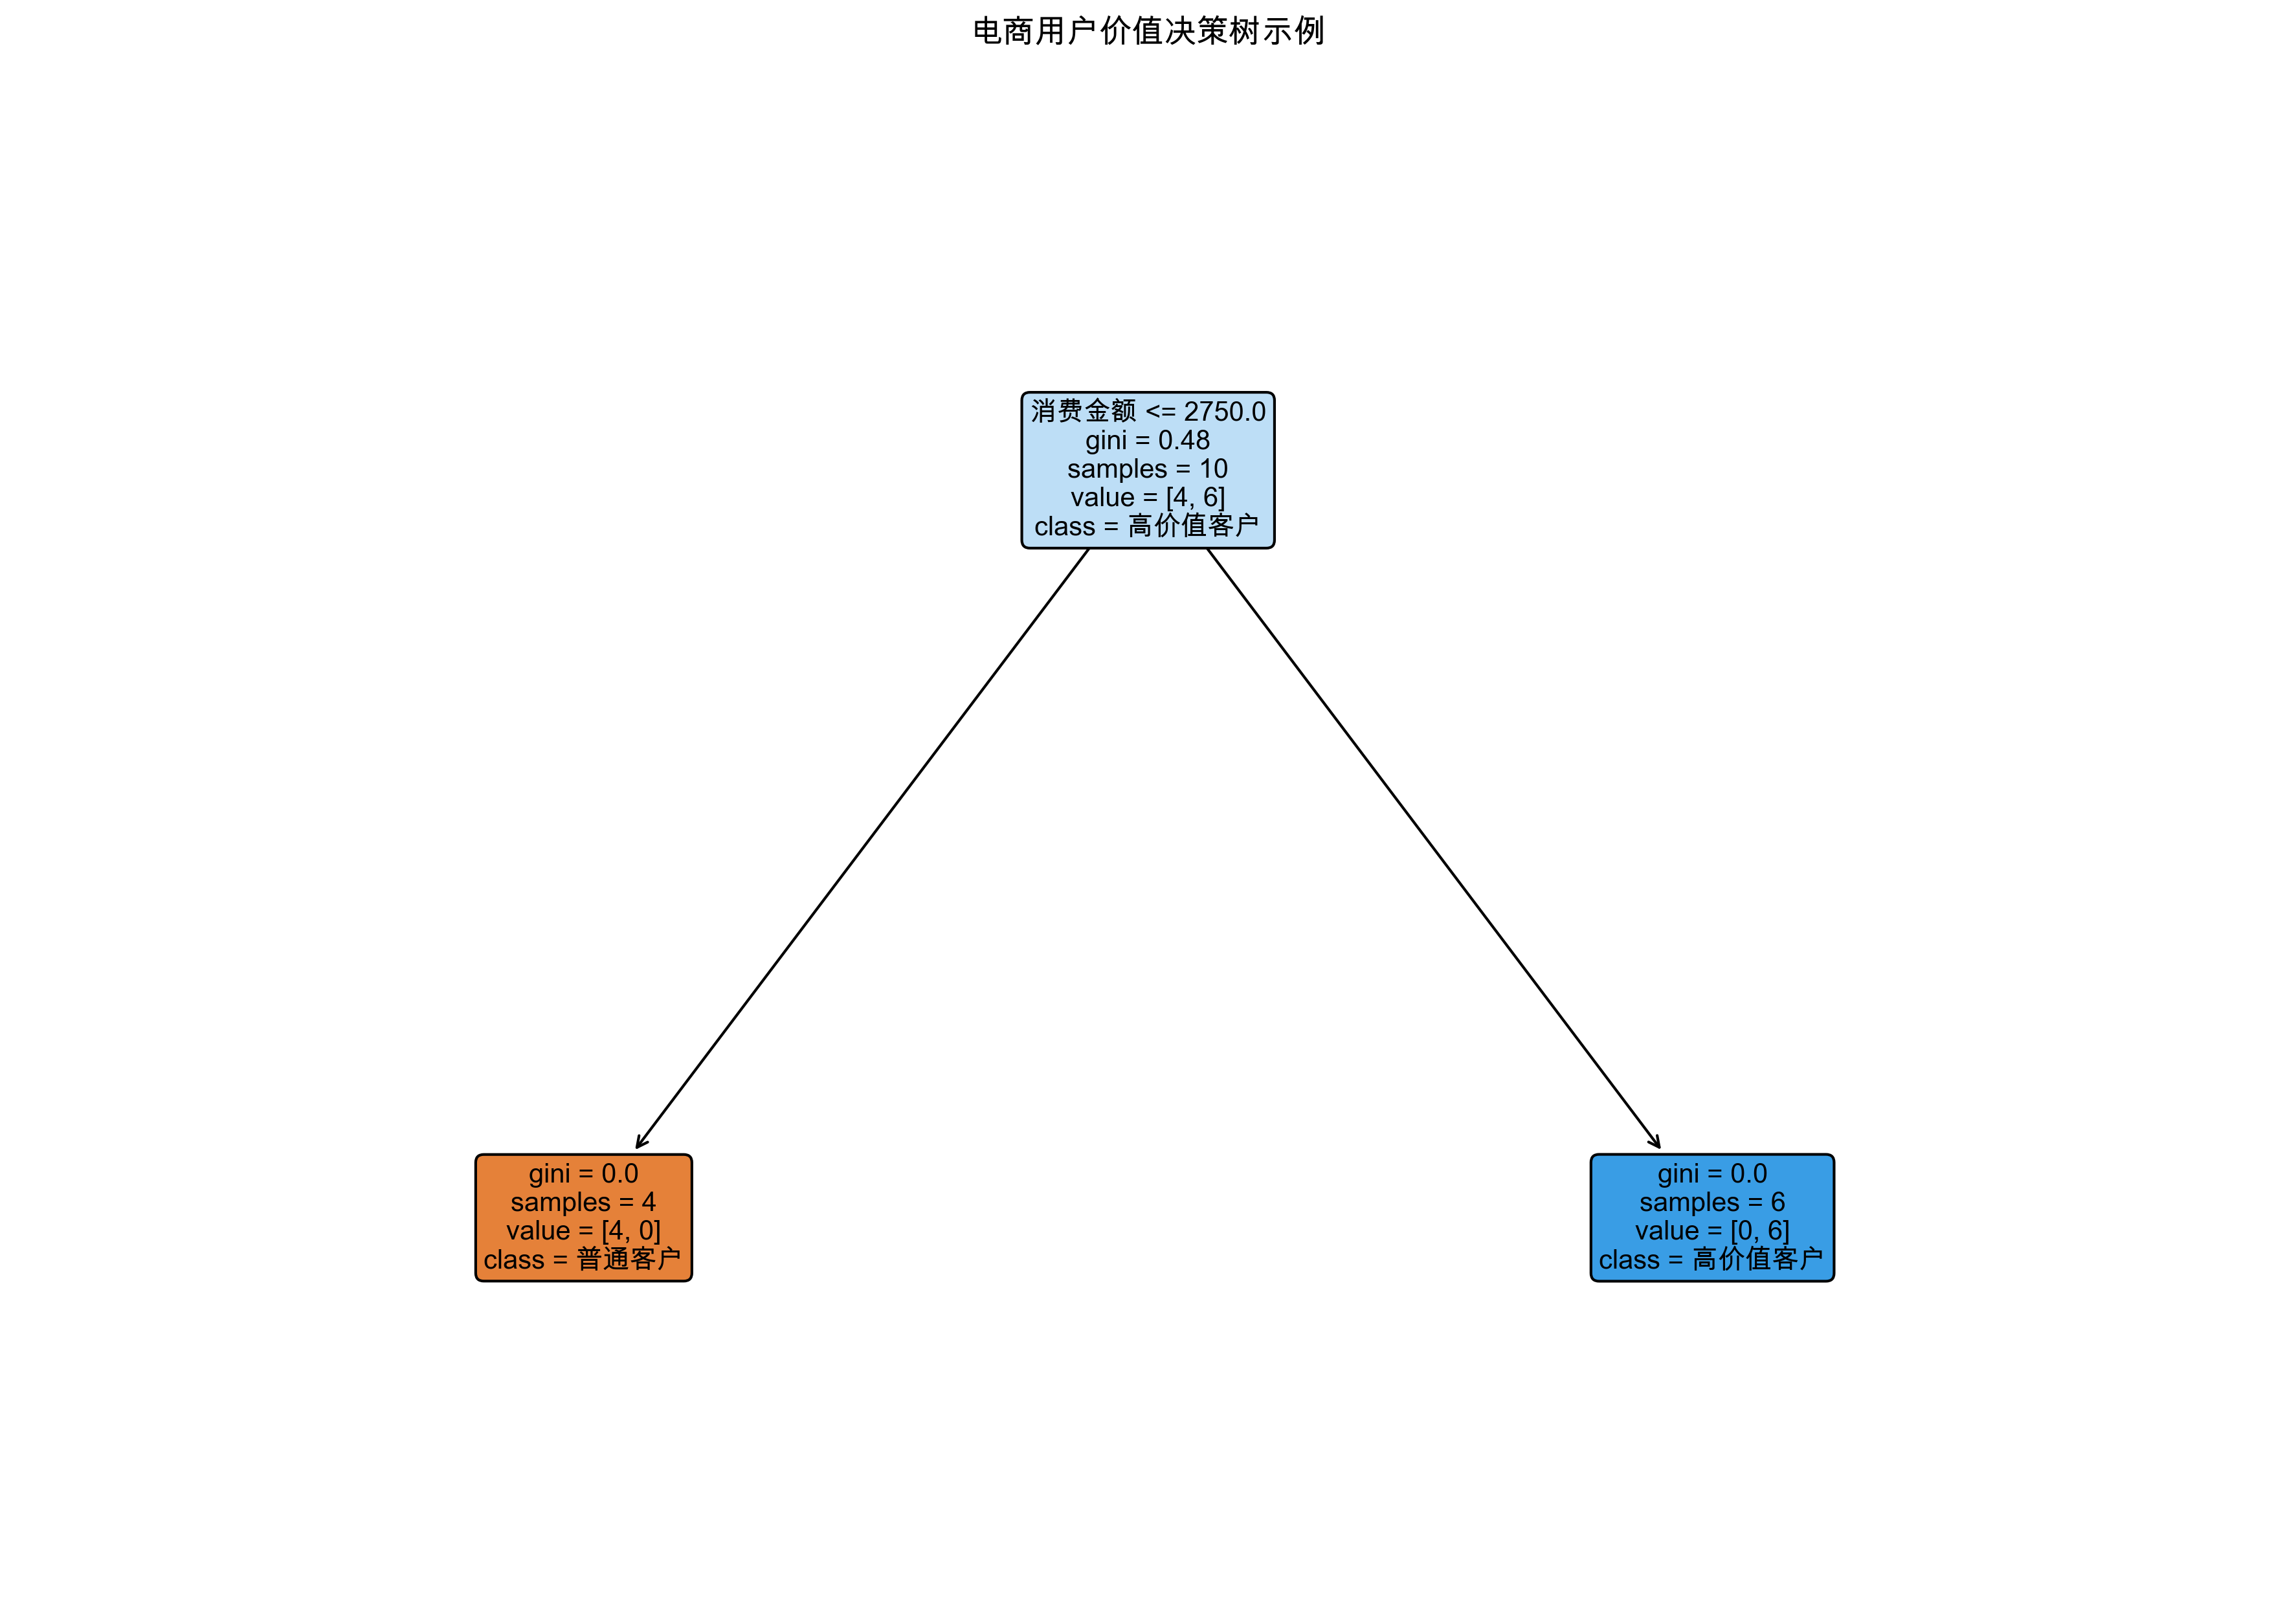 电商用户价值决策树示例
消费金额 <= 2750.0
gini = 0.48
samples = 10
value = [4, 6]
class = 高价值客户
gini = 0.0
samples = 4
value = [4, 0]
class = 普通客户
gini = 0.0
samples = 6
value = [0, 6]
class = 高价值客户